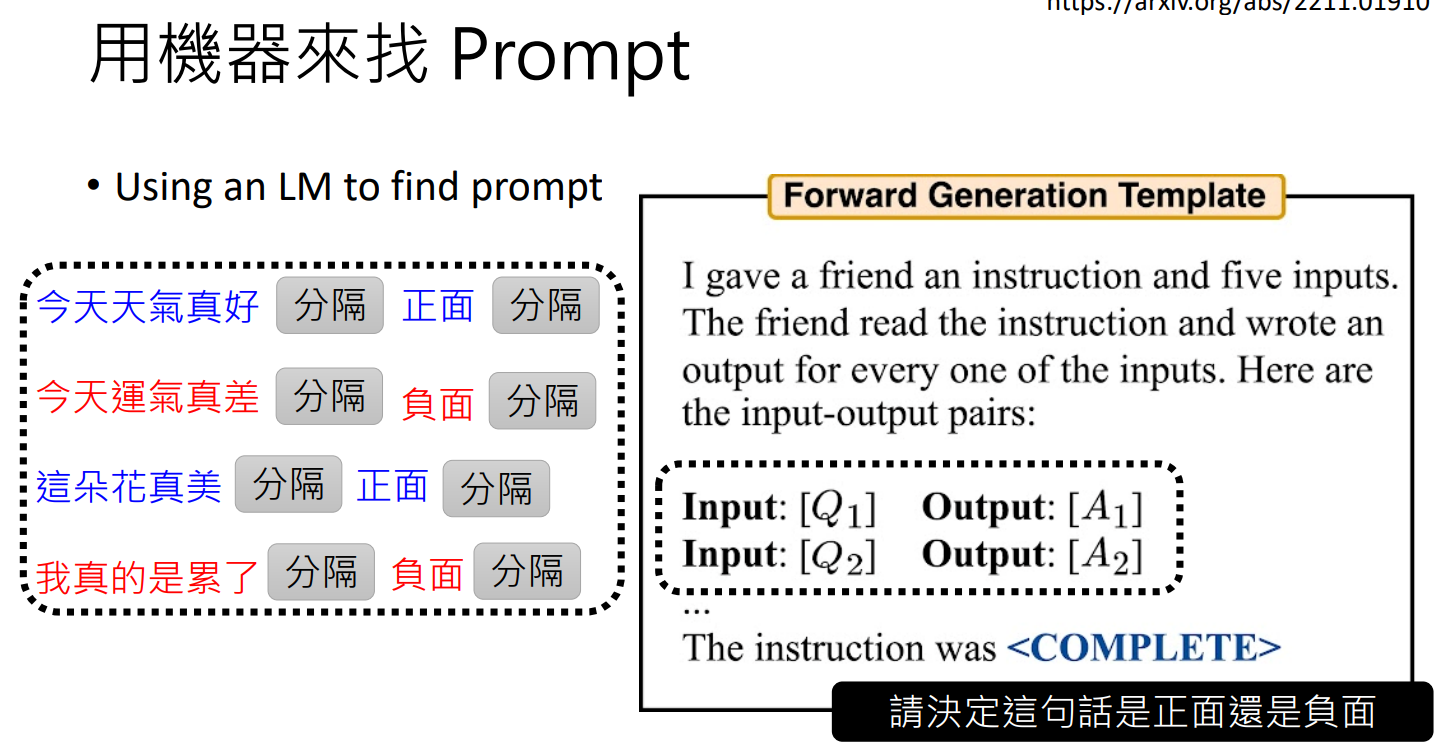 https://arxiv.org/abs/2211.01910
用機器來找 Prompt
• Using an LM to find prompt
今天天氣真好 分隔 正面 分隔
今天運氣真差 分隔 負面 分隔
這朵花真美 分隔 正面 分隔
我真的是累了 分隔 負面 分隔
Forward Generation Template
I gave a friend an instruction and five inputs.
The friend read the instruction and wrote an
output for every one of the inputs. Here are
the input-output pairs:
Input: [Q1] Output: [A1]
Input: [Q2] Output: [A2]
...
The instruction was <COMPLETE>
請決定這句話是正面還是負面